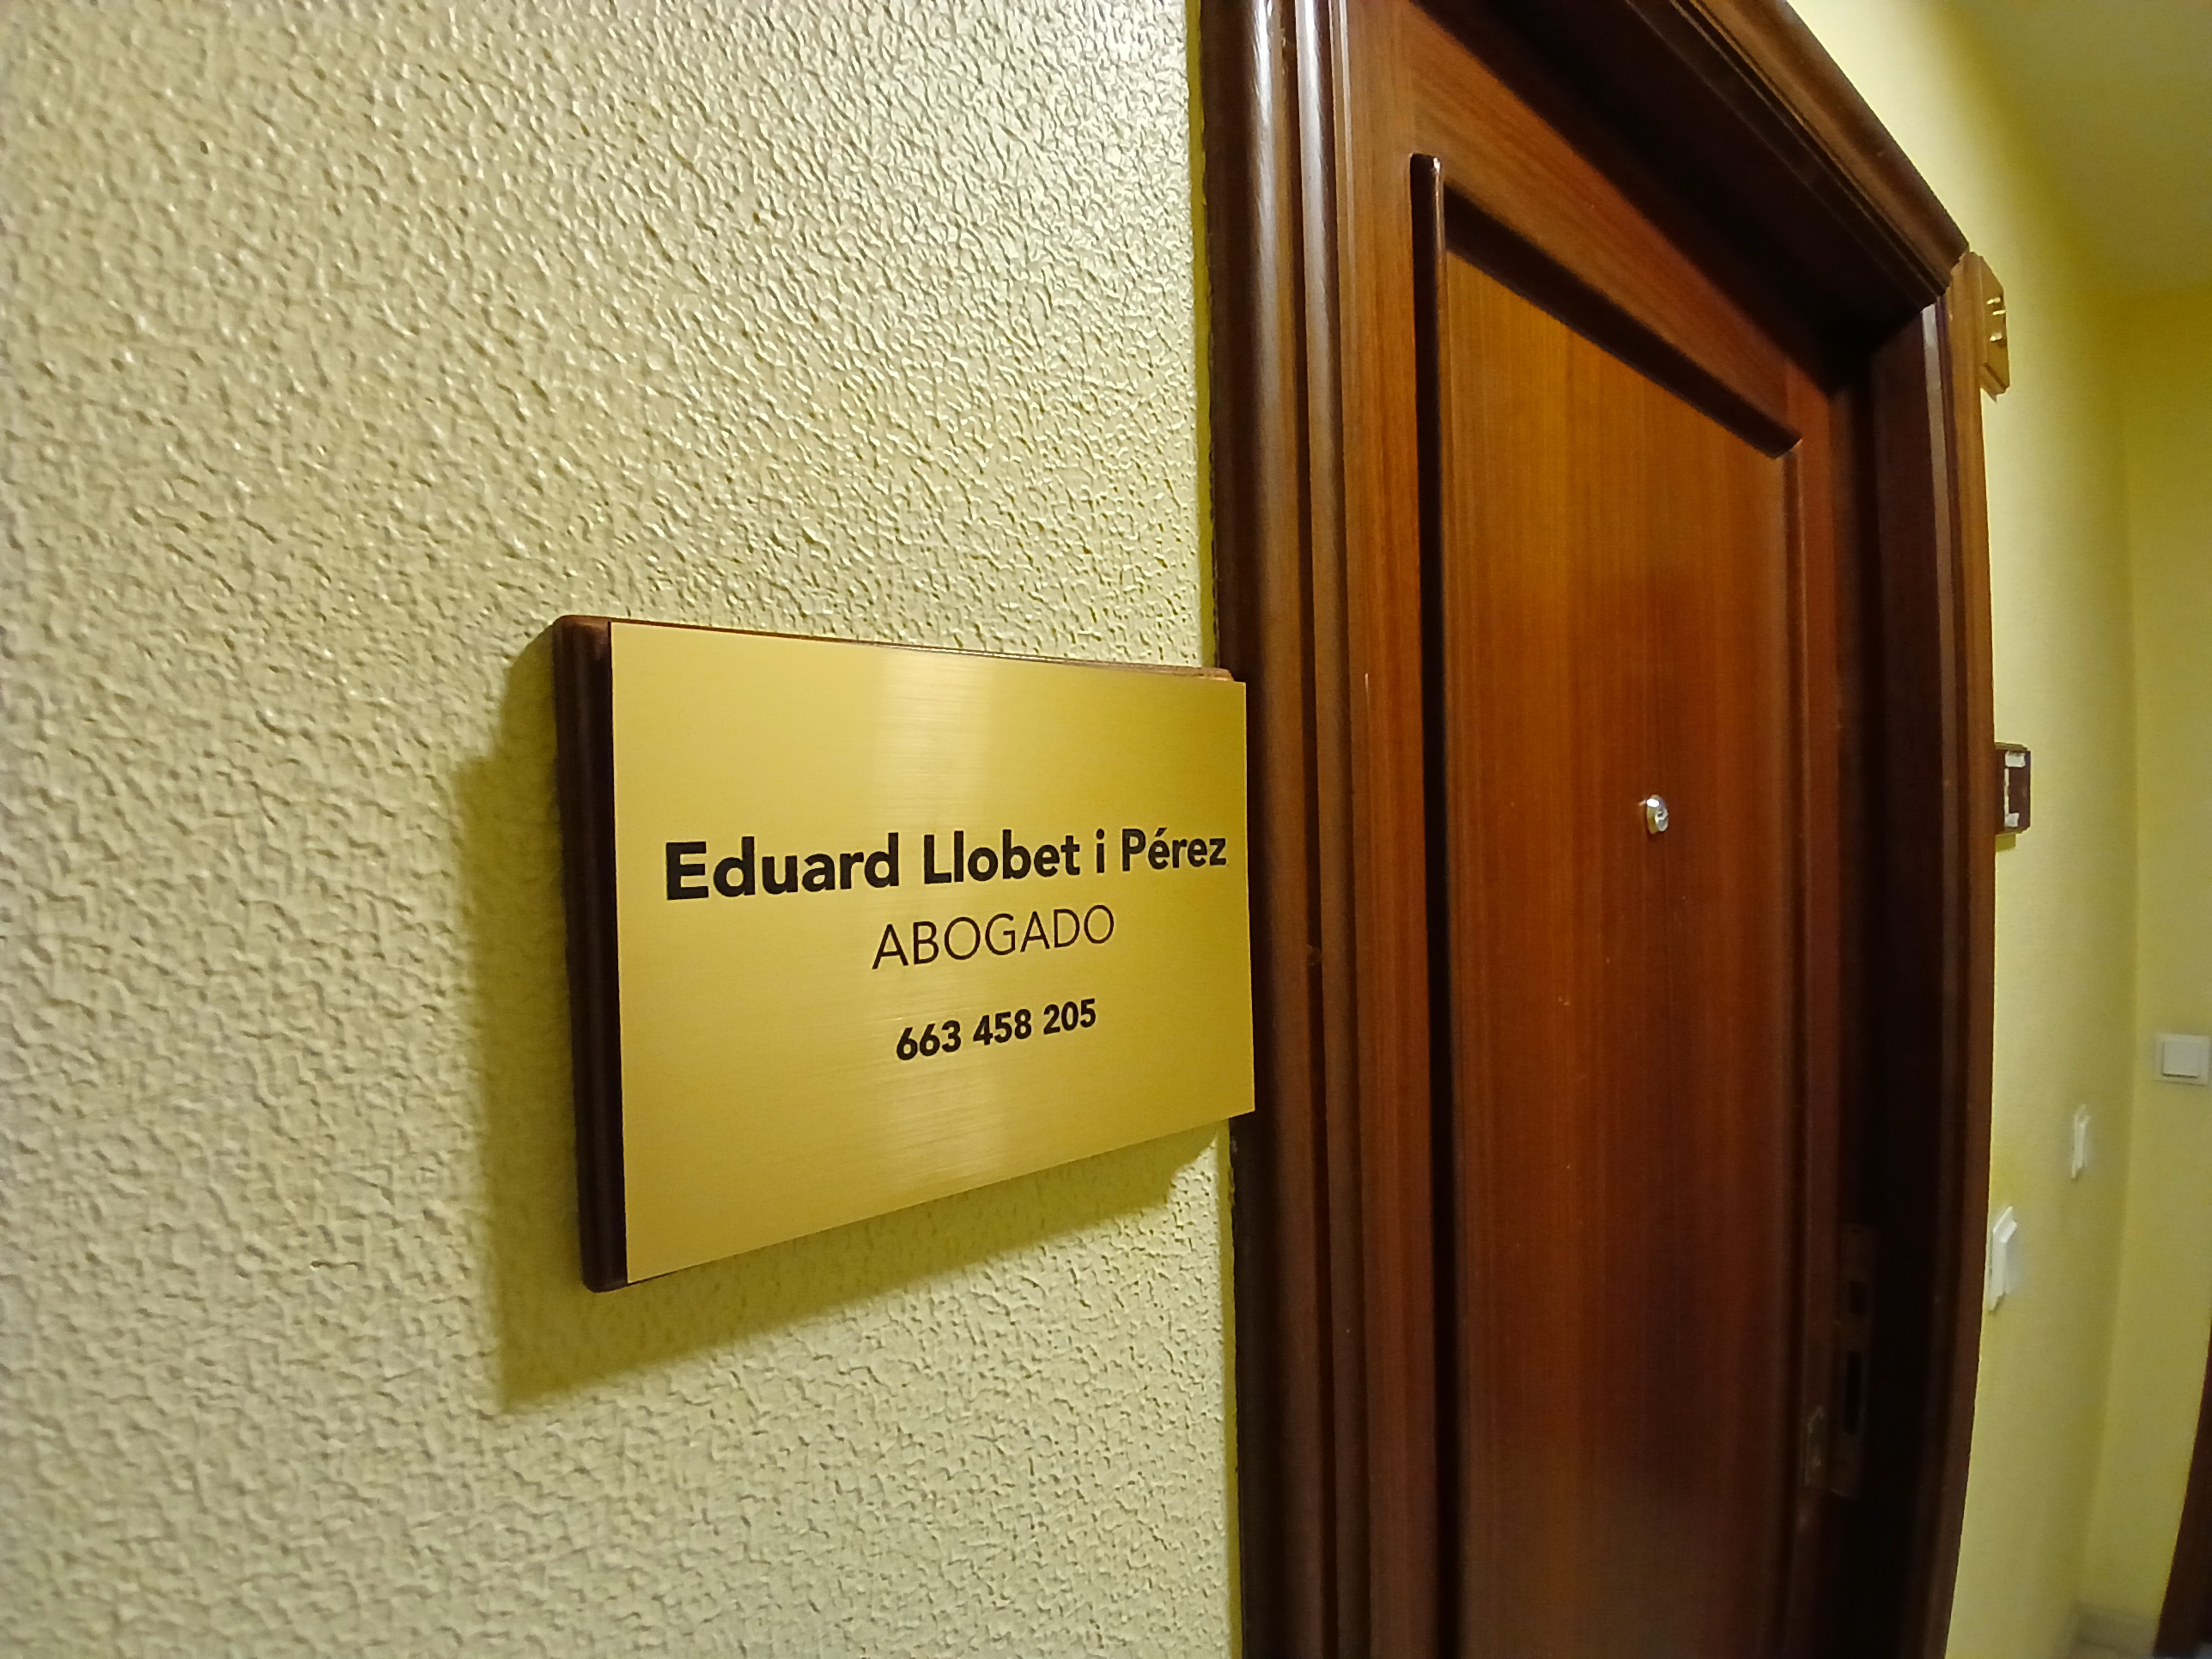 Eduard Llobet i Pérez
ABOGADO
663 458 205